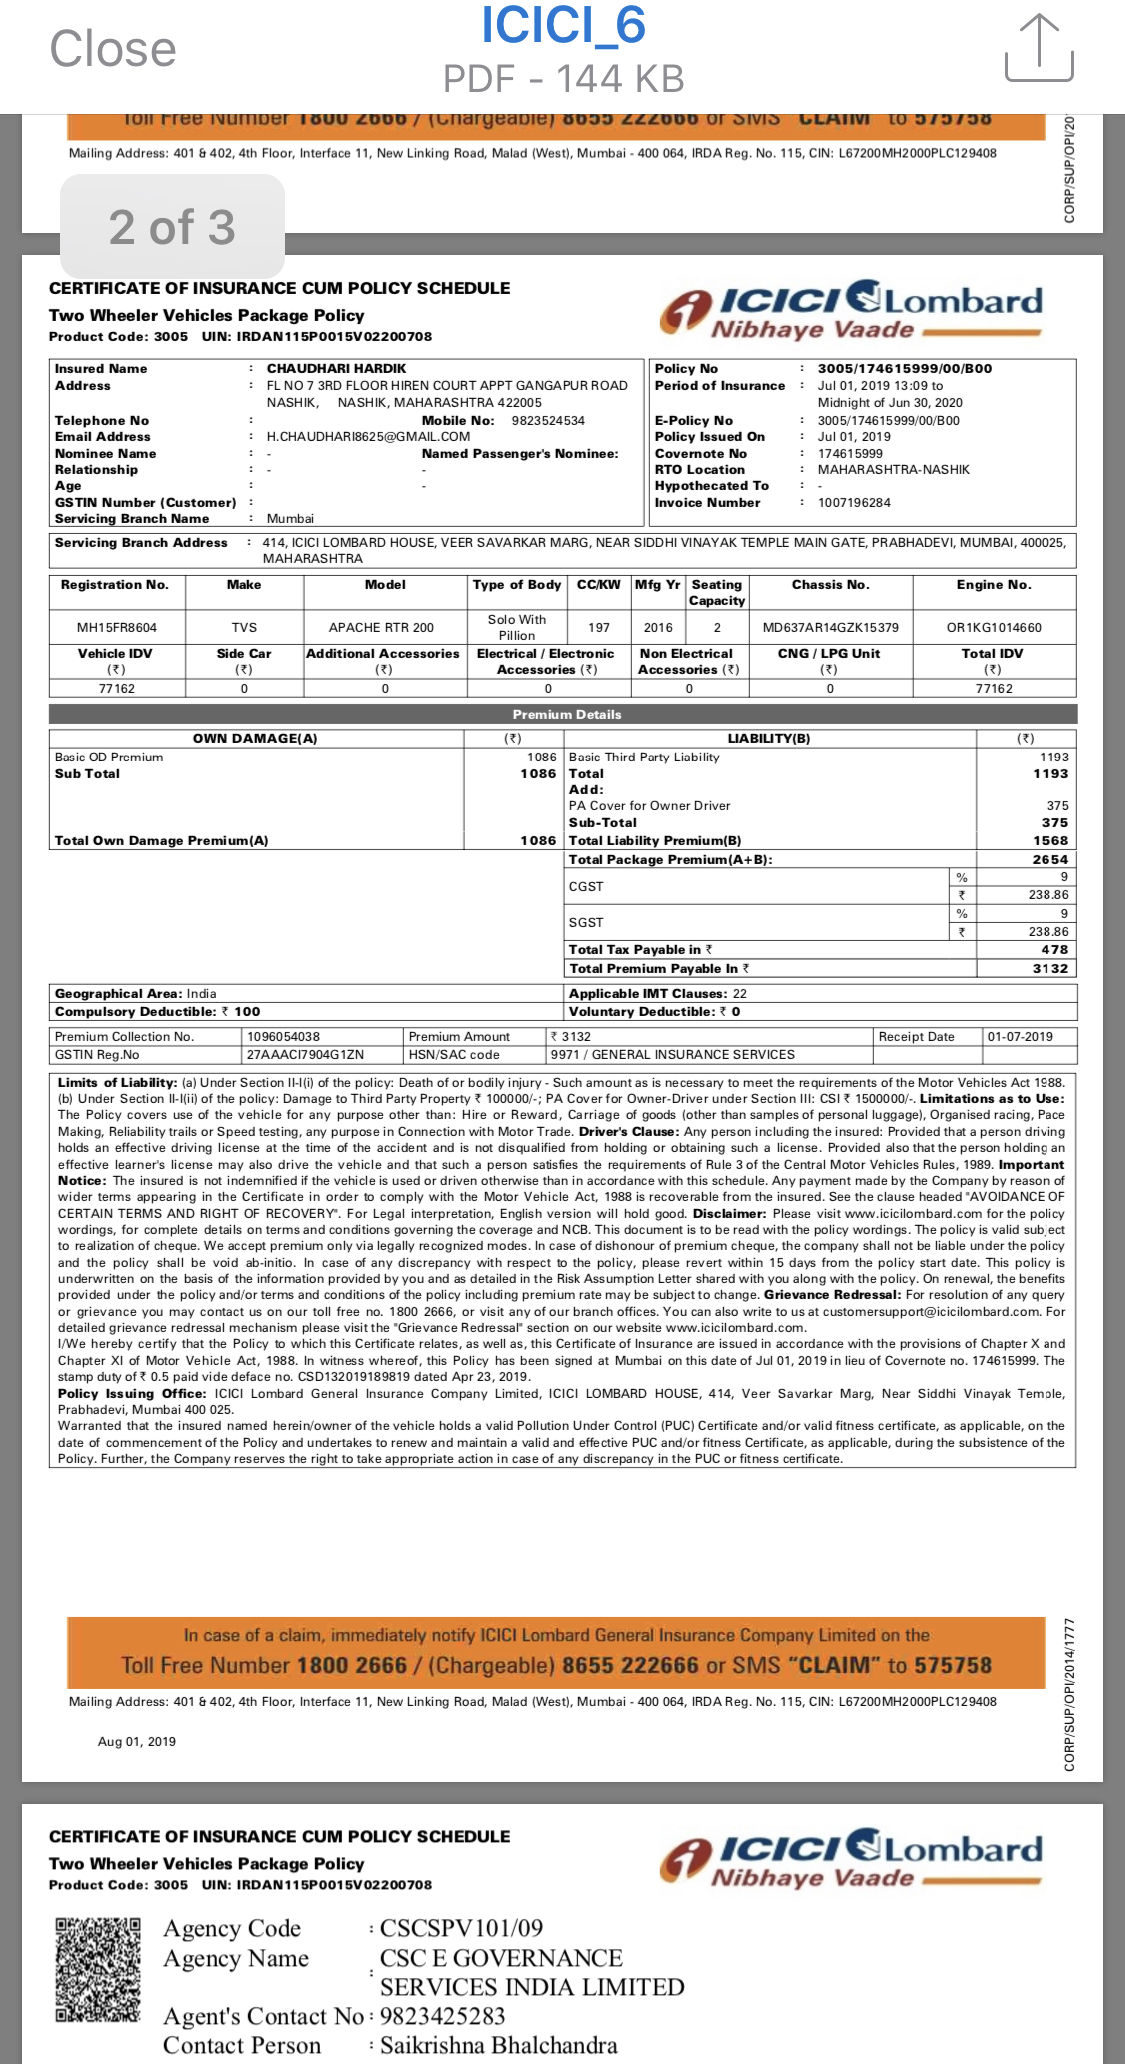 Close
ICICI_6
PDF - 144 KB
Toll Free Number 1800 2666 / (Chargeable) 8655 222666 or SMS "CLAIM" to 575758
Mailing Address: 401 & 402, 4th Floor, Interface 11, New Linking Road, Malad (West), Mumbai - 400 064, IRDA Reg. No. 115, CIN: L67200MH2000PLC129408
CORP/SUP/OPI/20
2 of 3
CERTIFICATE OF INSURANCE CUM POLICY SCHEDULE
Two Wheeler Vehicles Package Policy
Product Code: 3005 UIN: IRDAN115P0015V02200708
ICICI Lombard
Nibhaye Vaade
Insured Name : CHAUDHARI HARDIK
Address : FL NO 7 3RD FLOOR HIREN COURT APPT GANGAPUR ROAD
NASHIK, NASHIK, MAHARASHTRA 422005
Telephone No : Mobile No: 9823524534
Email Address : H.CHAUDHARI8625@GMAIL.COM
Nominee Name : - Named Passenger's Nominee:
Relationship : - -
Age : -
GSTIN Number (Customer) :
Servicing Branch Name : Mumbai
Policy No : 3005/174615999/00/B00
Period of Insurance : Jul 01, 2019 13:09 to
Midnight of Jun 30, 2020
E-Policy No : 3005/174615999/00/B00
Policy Issued On : Jul 01, 2019
Covernote No : 174615999
RTO Location : MAHARASHTRA-NASHIK
Hypothecated To : -
Invoice Number : 1007196284
Servicing Branch Address : 414, ICICI LOMBARD HOUSE, VEER SAVARKAR MARG, NEAR SIDDHI VINAYAK TEMPLE MAIN GATE, PRABHADEVI, MUMBAI, 400025,
MAHARASHTRA
Registration No. Make Model Type of Body CC/KW Mfg Yr Seating Capacity Chassis No. Engine No.
MH15FR8604 TVS APACHE RTR 200 Solo With Pillion 197 2016 2 MD637AR14GZK15379 OR1KG1014660
Vehicle IDV (₹) Side Car (₹) Additional Accessories (₹) Electrical / Electronic Accessories (₹) Non Electrical Accessories (₹) CNG / LPG Unit (₹) Total IDV (₹)
77162 0 0 0 0 0 77162
Premium Details
OWN DAMAGE(A) (₹) LIABILITY(B) (₹)
Basic OD Premium 1086 Basic Third Party Liability 1193
Sub Total 1086 Total 1193
Add:
PA Cover for Owner Driver 375
Sub-Total 375
Total Own Damage Premium(A) 1086 Total Liability Premium(B) 1568
Total Package Premium(A+B): 2654
CGST % 9
₹ 238.86
SGST % 9
₹ 238.86
Total Tax Payable in ₹ 478
Total Premium Payable In ₹ 3132
Geographical Area: India Applicable IMT Clauses: 22
Compulsory Deductible: ₹ 100 Voluntary Deductible: ₹ 0
Premium Collection No. 1096054038 Premium Amount ₹ 3132 Receipt Date 01-07-2019
GSTIN Reg.No 27AAACI7904G1ZN HSN/SAC code 9971 / GENERAL INSURANCE SERVICES
Limits of Liability: (a) Under Section II-I(i) of the policy: Death of or bodily injury - Such amount as is necessary to meet the requirements of the Motor Vehicles Act 1988.
(b) Under Section II-I(ii) of the policy: Damage to Third Party Property ₹ 100000/-; PA Cover for Owner-Driver under Section III: CSI ₹ 1500000/-. Limitations as to Use:
The Policy covers use of the vehicle for any purpose other than: Hire or Reward, Carriage of goods (other than samples of personal luggage), Organised racing, Pace
Making, Reliability trails or Speed testing, any purpose in Connection with Motor Trade. Driver's Clause: Any person including the insured: Provided that a person driving
holds an effective driving license at the time of the accident and is not disqualified from holding or obtaining such a license. Provided also that the person holding an
effective learner's license may also drive the vehicle and that such a person satisfies the requirements of Rule 3 of the Central Motor Vehicles Rules, 1989. Important
Notice: The insured is not indemnified if the vehicle is used or driven otherwise than in accordance with this schedule. Any payment made by the Company by reason of
wider terms appearing in the Certificate in order to comply with the Motor Vehicle Act, 1988 is recoverable from the insured. See the clause headed "AVOIDANCE OF
CERTAIN TERMS AND RIGHT OF RECOVERY". For Legal interpretation, English version will hold good. Disclaimer: Please visit www.icicilombard.com for the policy
wordings, for complete details on terms and conditions governing the coverage and NCB. This document is to be read with the policy wordings. The policy is valid subject
to realization of cheque. We accept premium only via legally recognized modes. In case of dishonour of premium cheque, the company shall not be liable under the policy
and the policy shall be void ab-initio. In case of any discrepancy with respect to the policy, please revert within 15 days from the policy start date. This policy is
underwritten on the basis of the information provided by you and as detailed in the Risk Assumption Letter shared with you along with the policy. On renewal, the benefits
provided under the policy and/or terms and conditions of the policy including premium rate may be subject to change. Grievance Redressal: For resolution of any query
or grievance you may contact us on our toll free no. 1800 2666, or visit any of our branch offices. You can also write to us at customersupport@icicilombard.com. For
detailed grievance redressal mechanism please visit the "Grievance Redressal" section on our website www.icicilombard.com.
I/We hereby certify that the Policy to which this Certificate relates, as well as, this Certificate of Insurance are issued in accordance with the provisions of Chapter X and
Chapter XI of Motor Vehicle Act, 1988. In witness whereof, this Policy has been signed at Mumbai on this date of Jul 01, 2019 in lieu of Covernote no. 174615999. The
stamp duty of ₹ 0.5 paid vide deface no. CSD132019189819 dated Apr 23, 2019.
Policy Issuing Office: ICICI Lombard General Insurance Company Limited, ICICI LOMBARD HOUSE, 414, Veer Savarkar Marg, Near Siddhi Vinayak Temple,
Prabhadevi, Mumbai 400 025.
Warranted that the insured named herein/owner of the vehicle holds a valid Pollution Under Control (PUC) Certificate and/or valid fitness certificate, as applicable, on the
date of commencement of the Policy and undertakes to renew and maintain a valid and effective PUC and/or fitness Certificate, as applicable, during the subsistence of the
Policy. Further, the Company reserves the right to take appropriate action in case of any discrepancy in the PUC or fitness certificate.
In case of a claim, immediately notify ICICI Lombard General Insurance Company Limited on the
Toll Free Number 1800 2666 / (Chargeable) 8655 222666 or SMS “CLAIM” to 575758
Mailing Address: 401 & 402, 4th Floor, Interface 11, New Linking Road, Malad (West), Mumbai - 400 064, IRDA Reg. No. 115, CIN: L67200MH2000PLC129408
CORP/SUP/OPI/2014/1777
Aug 01, 2019
CERTIFICATE OF INSURANCE CUM POLICY SCHEDULE
Two Wheeler Vehicles Package Policy
Product Code: 3005 UIN: IRDAN115P0015V02200708
ICICI Lombard
Nibhaye Vaade
Agency Code : CSCSPV101/09
Agency Name : CSC E GOVERNANCE
SERVICES INDIA LIMITED
Agent's Contact No : 9823425283
Contact Person : Saikrishna Bhalchandra